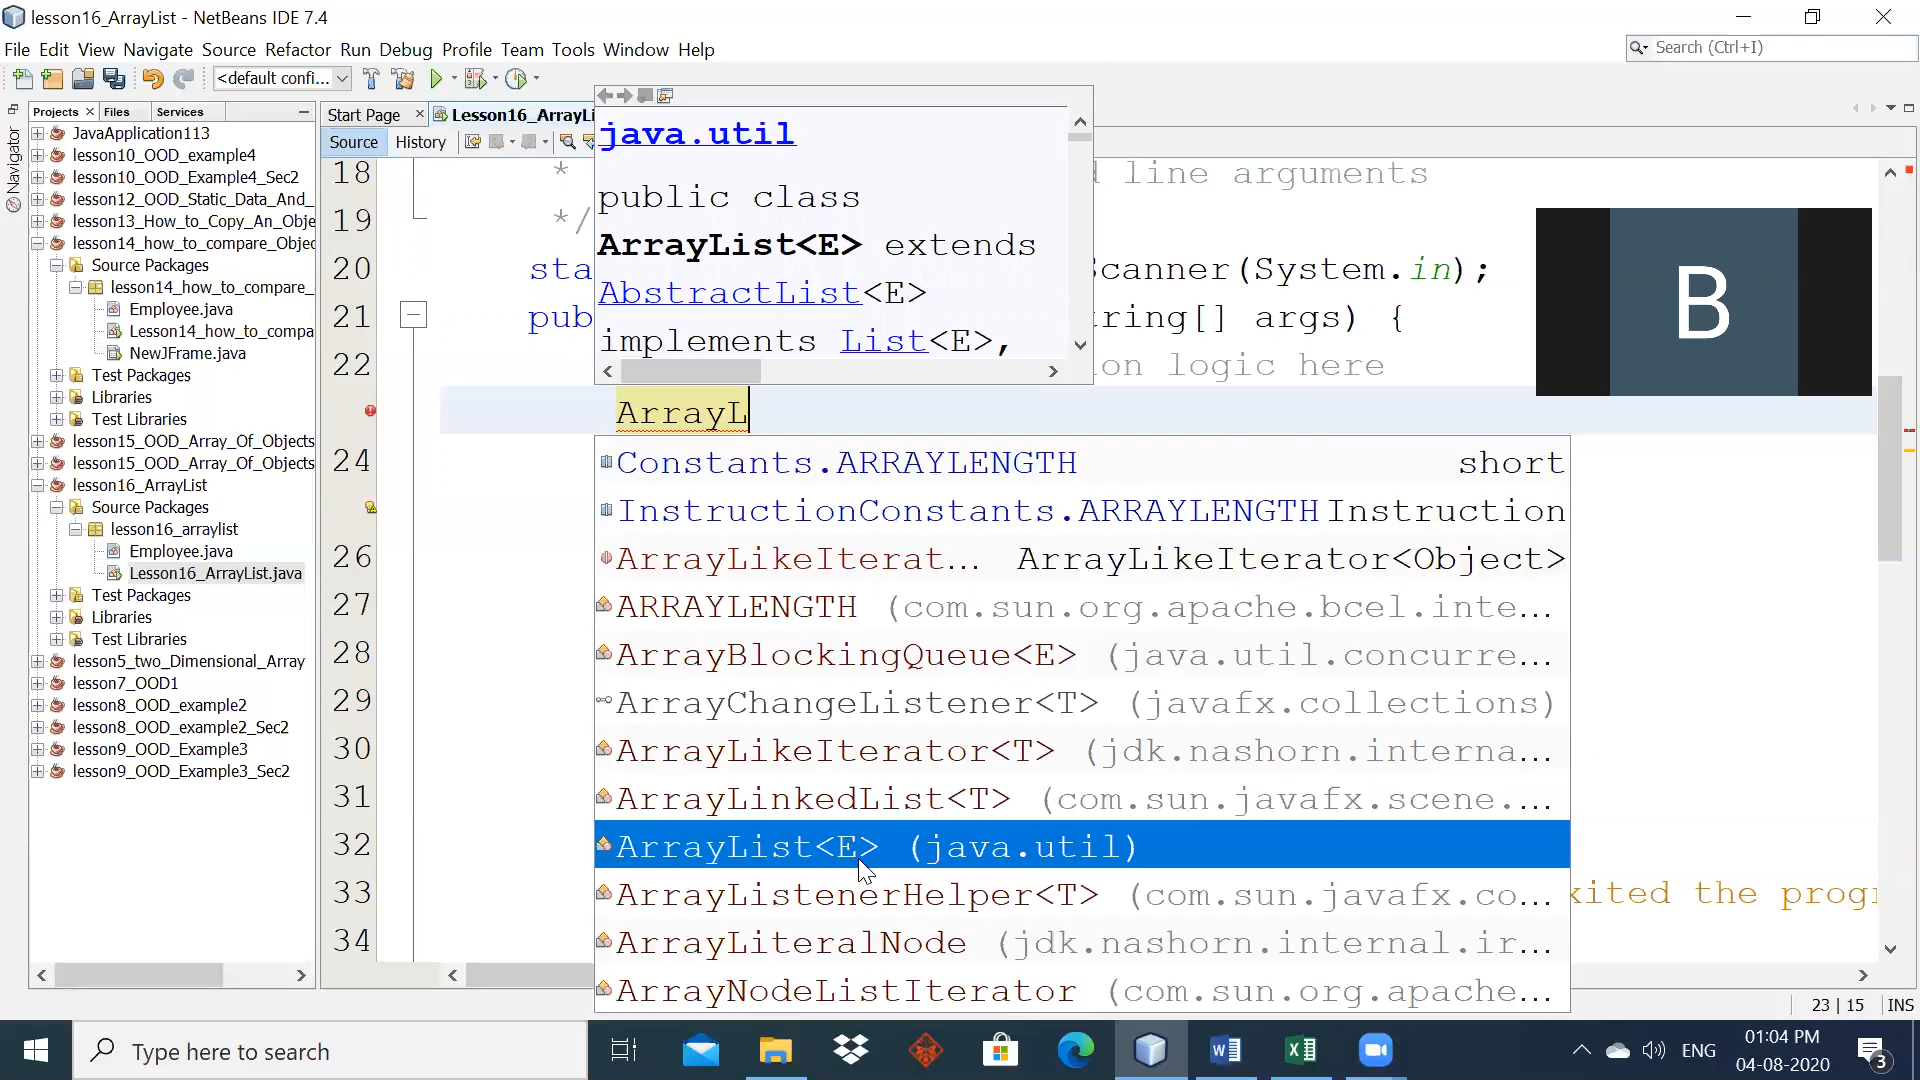 lesson16_ArrayList - NetBeans IDE 7.4
File Edit View Navigate Source Refactor Run Debug Profile Team Tools Window Help
Search (Ctrl+I)
<default confi...
Projects Files Services
Start Page Lesson16_ArrayLi
Source History
Navigator
JavaApplication113
lesson10_OOD_example4
lesson10_OOD_Example4_Sec2
lesson12_OOD_Static_Data_And_
lesson13_How_to_Copy_An_Obje
lesson14_how_to_compare_Objec
Source Packages
lesson14_how_to_compare_
Employee.java
Lesson14_how_to_compa
NewJFrame.java
Test Packages
Libraries
Test Libraries
lesson15_OOD_Array_Of_Objects
lesson15_OOD_Array_Of_Objects
lesson16_ArrayList
Source Packages
lesson16_arraylist
Employee.java
Lesson16_ArrayList.java
Test Packages
Libraries
Test Libraries
lesson5_two_Dimensional_Array
lesson7_OOD1
lesson8_OOD_example2
lesson8_OOD_example2_Sec2
lesson9_OOD_Example3
lesson9_OOD_Example3_Sec2
java.util
public class
ArrayList<E> extends
AbstractList<E>
implements List<E>,
18 * d line arguments
19 */
20 sta Scanner(System.in);
21 pub tring[] args) {
22 on logic here
ArrayL
24
26
27
28
29
30
31
32
33 xited the progr
34
Constants.ARRAYLENGTH short
InstructionConstants.ARRAYLENGTH Instruction
ArrayLikeIterat... ArrayLikeIterator<Object>
ARRAYLENGTH (com.sun.org.apache.bcel.inte...
ArrayBlockingQueue<E> (java.util.concurre...
ArrayChangeListener<T> (javafx.collections)
ArrayLikeIterator<T> (jdk.nashorn.interna...
ArrayLinkedList<T> (com.sun.javafx.scene....
ArrayList<E> (java.util)
ArrayListenerHelper<T> (com.sun.javafx.co...
ArrayLiteralNode (jdk.nashorn.internal.ir...
ArrayNodeListIterator (com.sun.org.apache...
B
23 | 15 INS
Type here to search
ENG
01:04 PM
04-08-2020
3